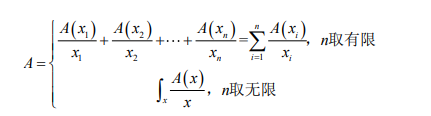 A = { A(x₁)/x₁ + A(x₂)/x₂ + ⋯ + A(xₙ)/xₙ = ∑ᵢ₌₁ⁿ A(xᵢ)/xᵢ，n取有限
∫ₓ A(x)/x，n取无限